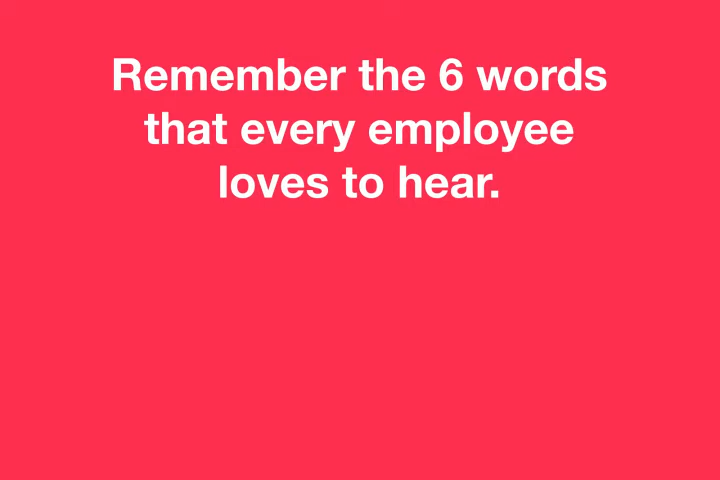 Remember the 6 words
that every employee
loves to hear.